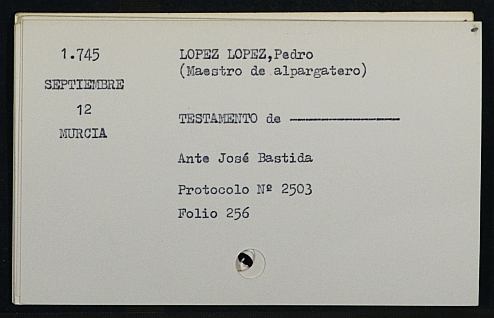 1.745
SEPTIEMBRE
12
MURCIA
LOPEZ LOPEZ,Pedro
(Maestro de alpargatero)
TESTAMENTO de ---------------
Ante José Bastida
Protocolo Nº 2503
Folio 256